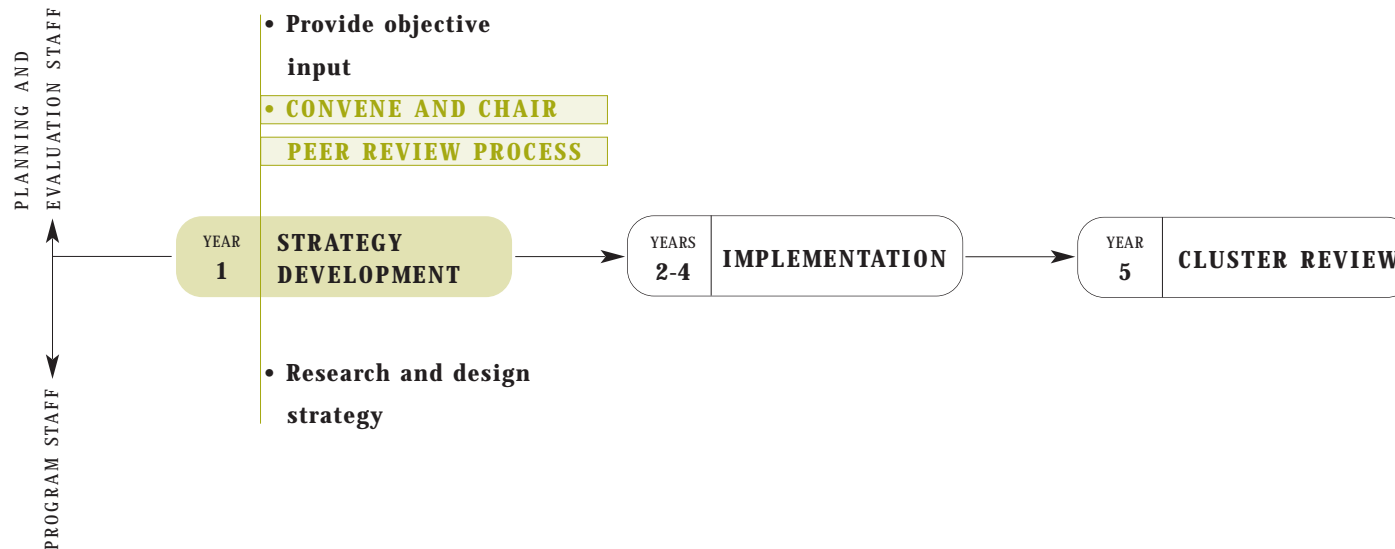 PLANNING AND
EVALUATION STAFF
• Provide objective
input
• CONVENE AND CHAIR
PEER REVIEW PROCESS
YEAR
1
STRATEGY
DEVELOPMENT
YEARS
2-4
IMPLEMENTATION
YEAR
5
CLUSTER REVIEW
• Research and design
strategy
PROGRAM STAFF